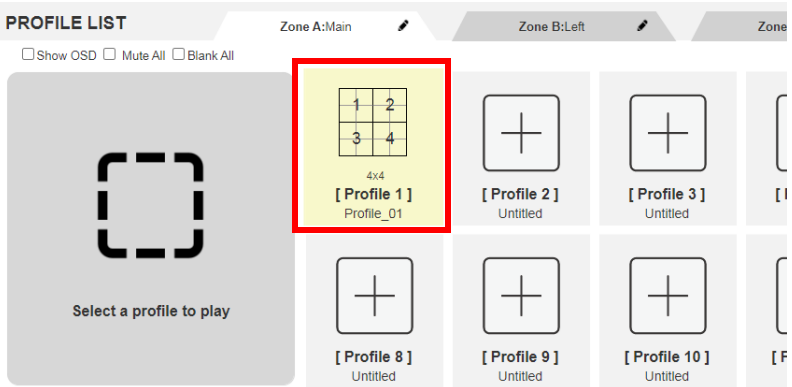 PROFILE LIST
Zone A:Main
Zone B:Left
Zone
Show OSD
Mute All
Blank All
1 2
3 4
4x4
[ Profile 1 ]
Profile_01
[ Profile 2 ]
Untitled
[ Profile 3 ]
Untitled
Select a profile to play
[ Profile 8 ]
Untitled
[ Profile 9 ]
Untitled
[ Profile 10 ]
Untitled